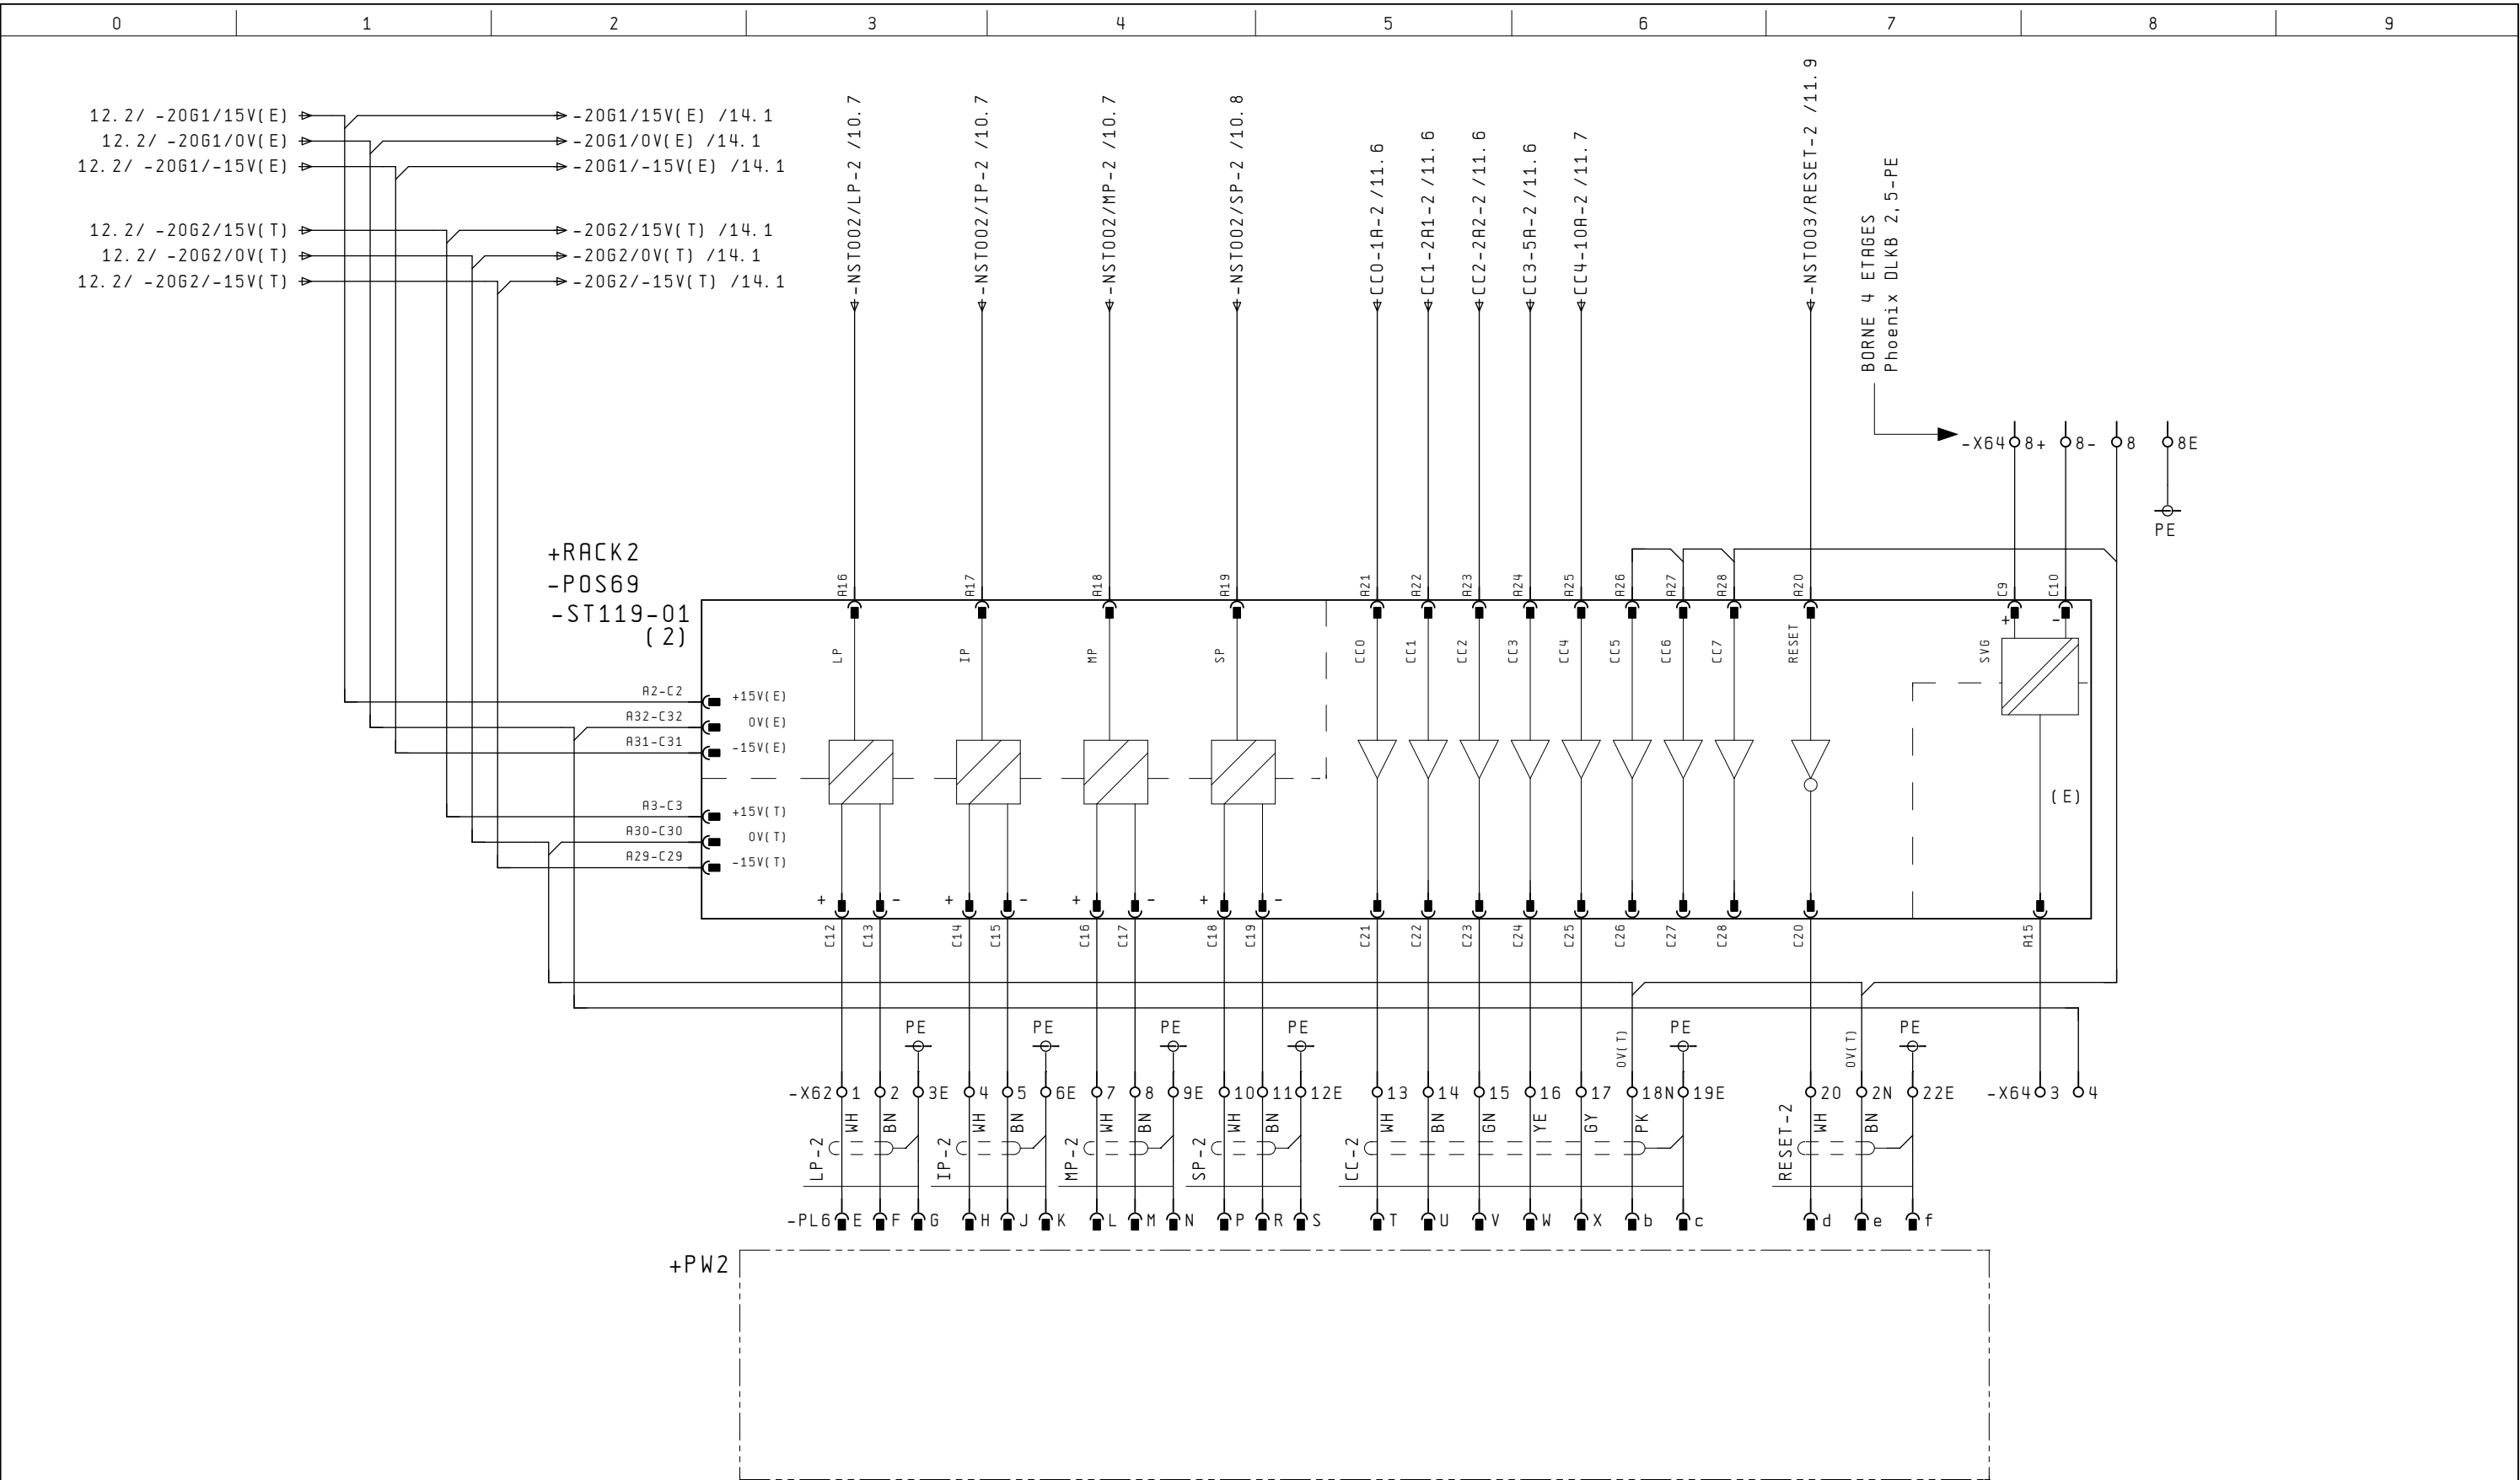 0 1 2 3 4 5 6 7 8 9
12.2/ -20G1/15V(E) -20G1/15V(E) /14.1
12.2/ -20G1/0V(E) -20G1/0V(E) /14.1
12.2/ -20G1/-15V(E) -20G1/-15V(E) /14.1
12.2/ -20G2/15V(T) -20G2/15V(T) /14.1
12.2/ -20G2/0V(T) -20G2/0V(T) /14.1
12.2/ -20G2/-15V(T) -20G2/-15V(T) /14.1
-NST002/LP-2 /10.7
-NST002/IP-2 /10.7
-NST002/MP-2 /10.7
-NST002/SP-2 /10.8
CC0-1A-2 /11.6
CC1-2A1-2 /11.6
CC2-2A2-2 /11.6
CC3-5A-2 /11.6
CC4-10A-2 /11.7
-NST003/RESET-2 /11.9
BORNE 4 ETAGES
Phoenix DLKB 2,5-PE
-X64 8+ 8- 8 8E
PE
+RACK2
-POS69
-ST119-01
(2)
A16 A17 A18 A19 A21 A22 A23 A24 A25 A26 A27 A28 A20 C9 C10
+ -
LP IP MP SP CC0 CC1 CC2 CC3 CC4 CC5 CC6 CC7 RESET SVG
A2-C2 +15V(E)
A32-C32 0V(E)
A31-C31 -15V(E)
A3-C3 +15V(T)
A30-C30 0V(T)
A29-C29 -15V(T)
(E)
+ - + - + - + -
C12 C13 C14 C15 C16 C17 C18 C19 C21 C22 C23 C24 C25 C26 C27 C28 C20 A15
PE PE PE PE 0V(T) PE 0V(T) PE
-X62 1 2 3E 4 5 6E 7 8 9E 10 11 12E 13 14 15 16 17 18N 19E 20 2N 22E -X64 3 4
WH BN WH BN WH BN WH BN WH BN GN YE GY PK WH BN
LP-2 IP-2 MP-2 SP-2 CC-2 RESET-2
-PL6 E F G H J K L M N P R S T U V W X b c d e f
+PW2